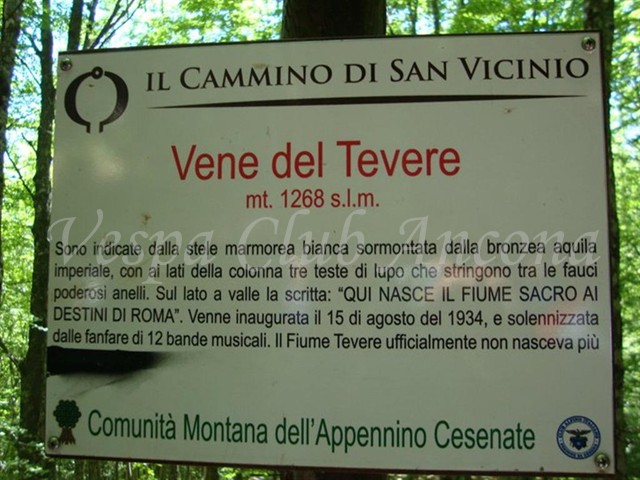 IL CAMMINO DI SAN VICINIO
Vene del Tevere
mt. 1268 s.l.m.
Sono indicate dalla stele marmorea bianca sormontata dalla bronzea aquila
imperiale, con ai lati della colonna tre teste di lupo che stringono tra le fauci
poderosi anelli. Sul lato a valle la scritta: “QUI NASCE IL FIUME SACRO AI
DESTINI DI ROMA”. Venne inaugurata il 15 di agosto del 1934, e solennizzata
dalle fanfare di 12 bande musicali. Il Fiume Tevere ufficialmente non nasceva più
Comunità Montana dell'Appennino Cesenate
Vespa Club Ancona